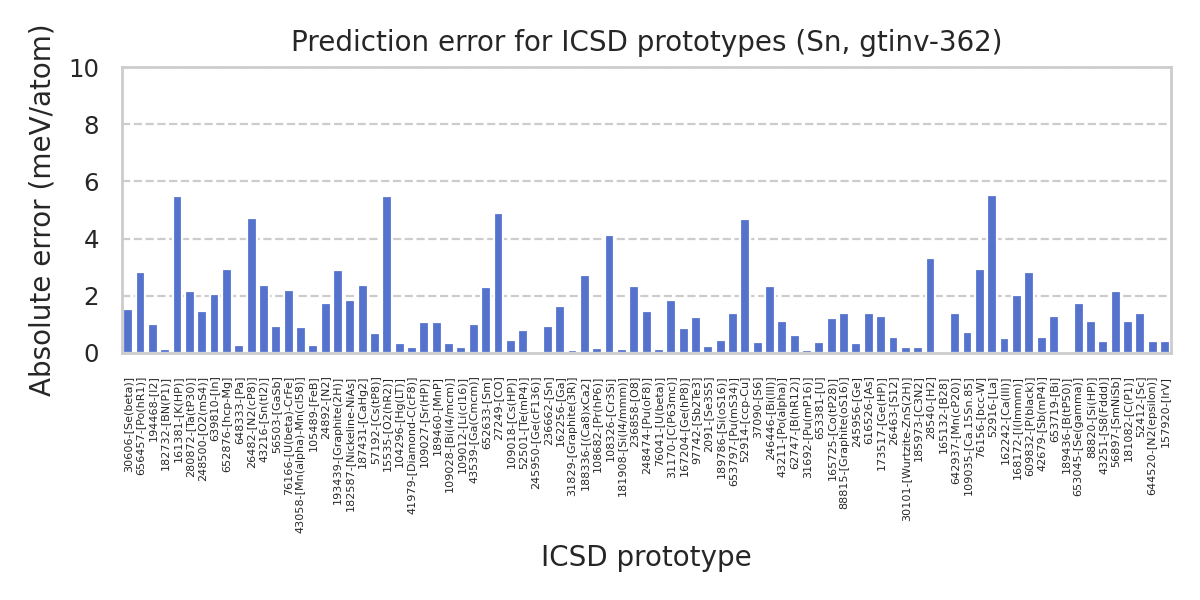 Prediction error for ICSD prototypes (Sn, gtinv-362)
Absolute error (meV/atom)
10
8
6
4
2
0
306006-[Se(beta)]
656457-[Po(hR1)]
194468-[I2]
182732-[BN(P1)]
161381-[K(HP)]
280872-[Ta(tP30)]
248500-[O2(mS4)]
639810-[In]
652876-[hcp-Mg]
648333-[Pa]
26482-[N2(cP8)]
43216-[Sn(tI2)]
56503-[GaSb]
76166-[U(beta)-CrFe]
43058-[Mn(alpha)-Mn(cI58)]
105489-[FeB]
24892-[N2]
193439-[Graphite(2H)]
182587-[Nickeline-NiAs]
187431-[CaHg2]
57192-[Cs(tP8)]
15535-[O2(hR2)]
104296-[Hg(LT)]
41979-[Diamond-C(cF8)]
109027-[Sr(HP)]
189460-[MnP]
109028-[Bi(I4/mcm)]
109012-[Li(cI16)]
43539-[Ga(Cmcm)]
652633-[Sm]
27249-[CO]
109018-[Cs(HP)]
52501-[Te(mP4)]
245950-[Ge(cF136)]
236662-[Sn]
162256-[Ga]
31829-[Graphite(3R)]
188336-[(Ca8)xCa2]
108682-[Pr(hP6)]
108326-[Cr3Si]
181908-[Si(I4/mmm)]
236858-[O8]
248474-[Pu(oF8)]
76041-[U(beta)]
31170-[C(P63mc)]
167204-[Ge(hP8)]
97742-[Sb2Te3]
2091-[Se3S5]
189786-[Si(oS16)]
653797-[Pu(mS34)]
52914-[ccp-Cu]
37090-[S6]
246446-[Bi(III)]
43211-[Po(alpha)]
62747-[B(hR12)]
31692-[Pu(mP16)]
653381-[U]
165725-[Co(tP28)]
88815-[Graphite(oS16)]
245956-[Ge]
616526-[As]
173517-[Ge(HP)]
26463-[S12]
30101-[Wurtzite-ZnS(2H)]
185973-[C3N2]
28540-[H2]
165132-[B28]
642937-[Mn(cP20)]
109035-[Ca.15Sn.85]
76156-[bcc-W]
52916-[La]
162242-[Ca(III)]
168172-[I(Immm)]
609832-[P(black)]
42679-[Sb(mP4)]
189436-[B(tP50)]
653719-[Bi]
653045-[Se(gamma)]
88820-[Si(HP)]
43251-[S8(Fddd)]
56897-[SmNiSb]
181082-[C(P1)]
52412-[Sc]
644520-[N2(epsilon)]
157920-[IrV]
ICSD prototype